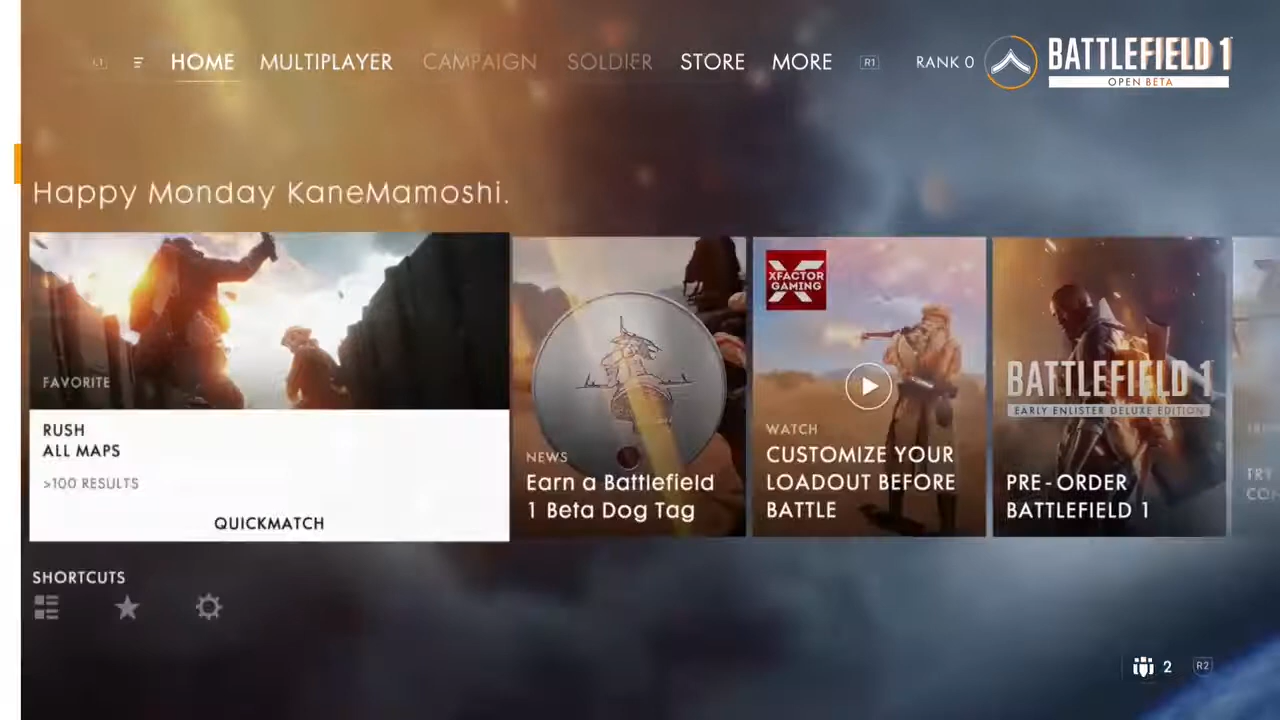 L1 HOME MULTIPLAYER CAMPAIGN SOLDIER STORE MORE R1 RANK 0 BATTLEFIELD 1
OPEN BETA
Happy Monday KaneMamoshi.
FAVORITE
RUSH
ALL MAPS
>100 RESULTS
QUICKMATCH
NEWS
Earn a Battlefield
1 Beta Dog Tag
XFACTOR
GAMING
WATCH
CUSTOMIZE YOUR
LOADOUT BEFORE
BATTLE
BATTLEFIELD 1
EARLY ENLISTER DELUXE EDITION
PRE-ORDER
BATTLEFIELD 1
TRY
SHORTCUTS
2 R2